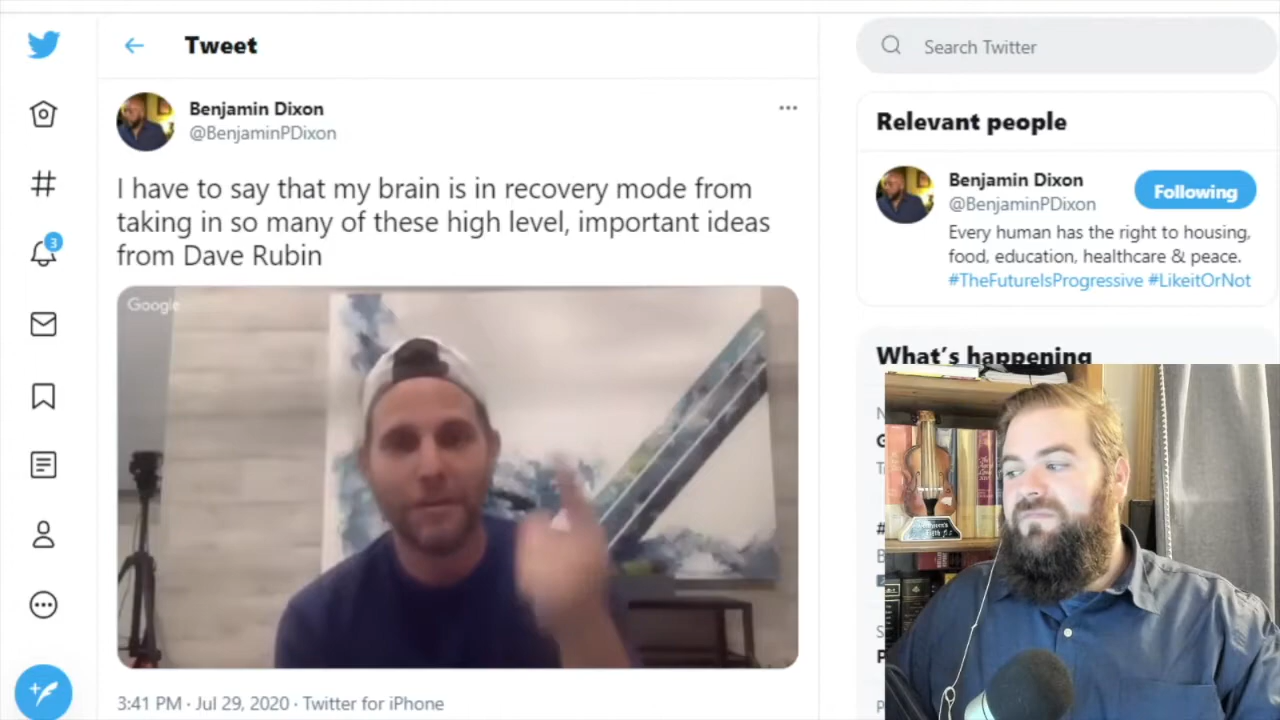 Tweet
Benjamin Dixon
@BenjaminPDixon
I have to say that my brain is in recovery mode from
taking in so many of these high level, important ideas
from Dave Rubin
Google
3:41 PM · Jul 29, 2020 · Twitter for iPhone
3
Search Twitter
Relevant people
Benjamin Dixon
@BenjaminPDixon
Following
Every human has the right to housing,
food, education, healthcare & peace.
#TheFutureIsProgressive #LikeitOrNot
What's happening